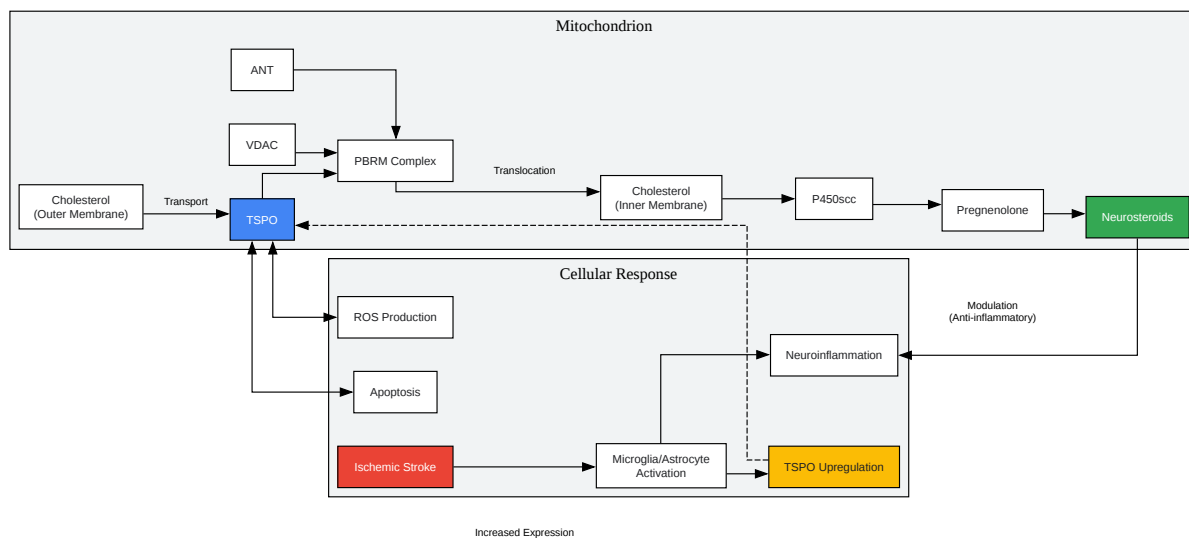 Mitochondrion
ANT
VDAC
PBRM Complex
Translocation
Cholesterol
(Outer Membrane)
Transport
TSPO
Cholesterol
(Inner Membrane)
P450scc
Pregnenolone
Neurosteroids
Cellular Response
ROS Production
Modulation
(Anti-inflammatory)
Neuroinflammation
Apoptosis
Ischemic Stroke
Microglia/Astrocyte
Activation
TSPO Upregulation
Increased Expression